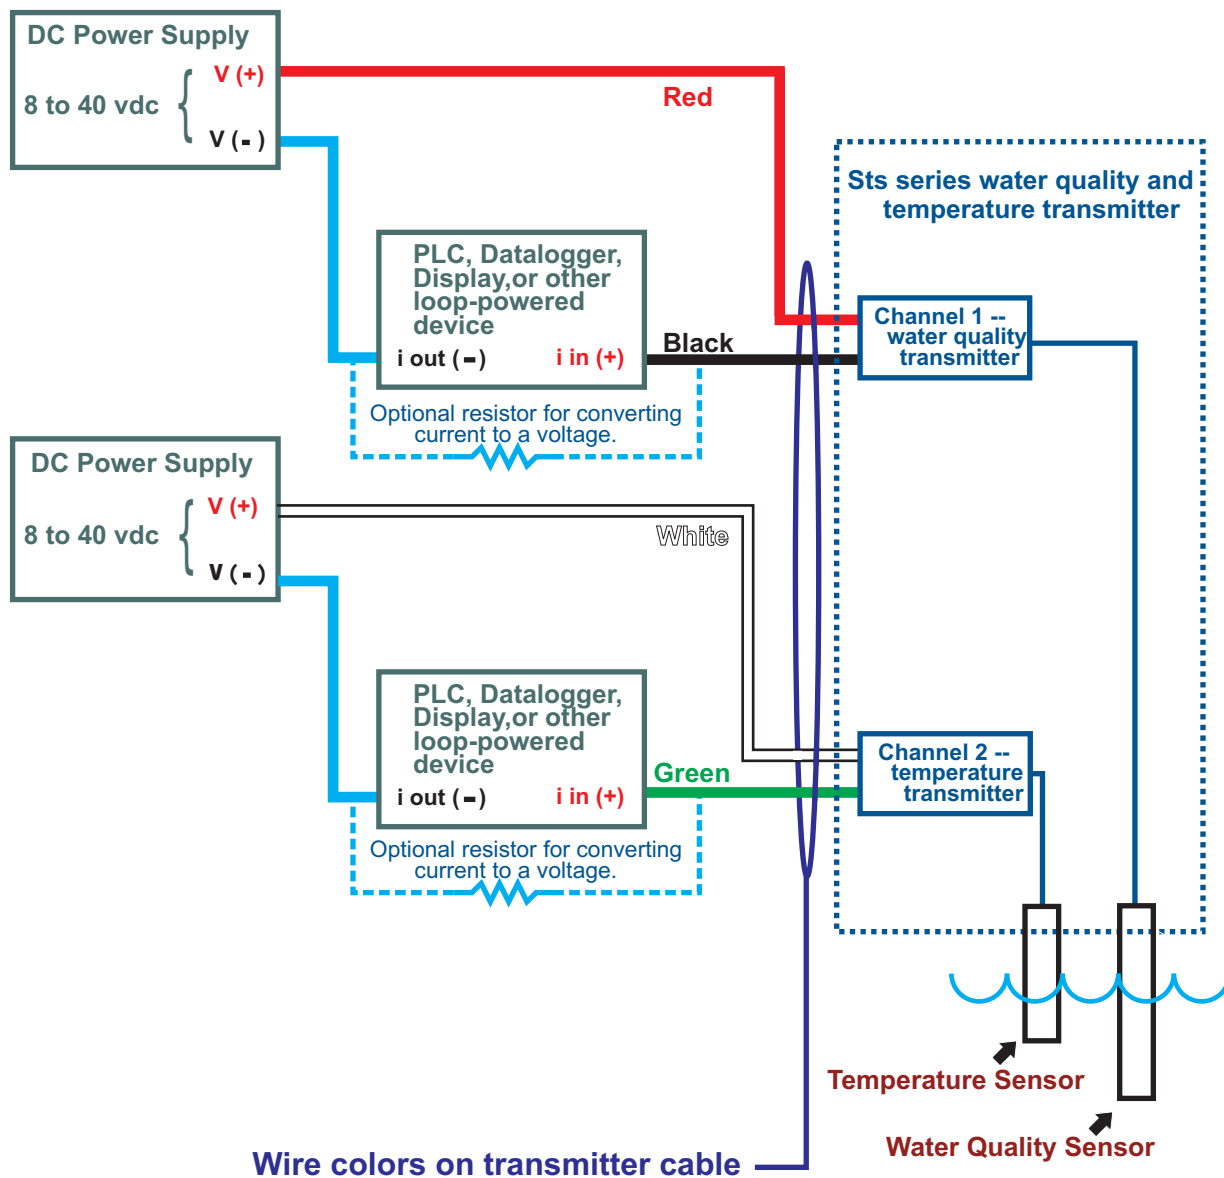 DC Power Supply
V (+)
8 to 40 vdc
V (-)
Red
Sts series water quality and
temperature transmitter
PLC, Datalogger,
Display,or other
loop-powered
device
i out (-)
i in (+)
Black
Channel 1 --
water quality
transmitter
Optional resistor for converting
current to a voltage.
DC Power Supply
V (+)
8 to 40 vdc
V (-)
White
PLC, Datalogger,
Display,or other
loop-powered
device
i out (-)
i in (+)
Green
Channel 2 --
temperature
transmitter
Optional resistor for converting
current to a voltage.
Temperature Sensor
Water Quality Sensor
Wire colors on transmitter cable